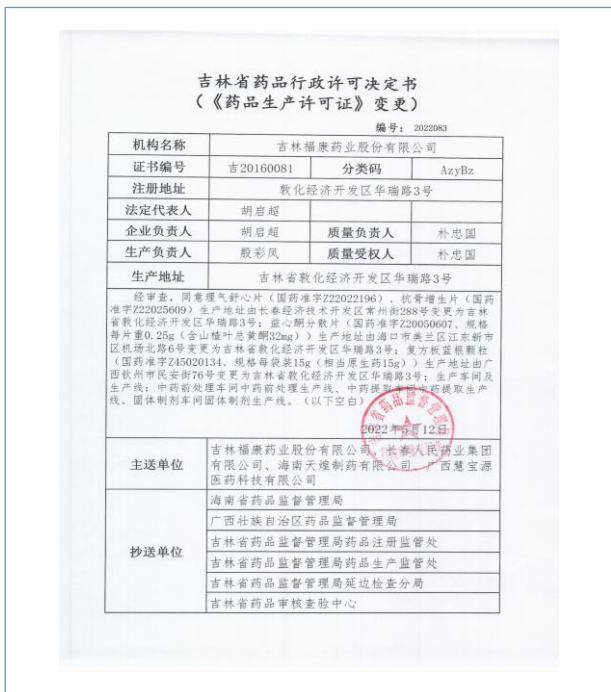 吉林省药品行政许可决定书
(《药品生产许可证》变更)
编号: 2022083
机构名称 吉林福康药业股份有限公司
证书编号 吉20160081 分类码 AzyBz
注册地址 敦化经济开发区华瑞路3号
法定代表人 胡启超
企业负责人 胡启超 质量负责人 朴忠国
生产负责人 殷彩凤 质量受权人 朴忠国
生产地址 吉林省敦化经济开发区华瑞路3号
经审查,同意理气舒心片(国药准字Z22022196)、抗骨增生片(国药
准字Z22025609)生产地址由长春经济技术开发区常州街288号变更为吉林
省敦化经济开发区华瑞路3号;益心酮分散片(国药准字Z20050607、规格
每片重0.25g(含山楂叶总黄酮32mg))生产地址由海口市美兰区江东新市
区机场北路6号变更为吉林省敦化经济开发区华瑞路3号;复方板蓝根颗粒
(国药准字Z45020134、规格每袋装15g(相当原生药15g))生产地址由广
西钦州市民安街76号变更为吉林省敦化经济开发区华瑞路3号;生产车间及
生产线:中药前处理车间中药前处理生产线、中药提取车间中药提取生产
线、固体制剂车间固体制剂生产线。(以下空白)
2022年5月12日
主送单位 吉林福康药业股份有限公司、长春人民药业集团
有限公司、海南天煌制药有限公司、广西慧宝源
医药科技有限公司
抄送单位 海南省药品监督管理局
广西壮族自治区药品监督管理局
吉林省药品监督管理局药品注册监管处
吉林省药品监督管理局药品生产监管处
吉林省药品监督管理局延边检查分局
吉林省药品审核查验中心